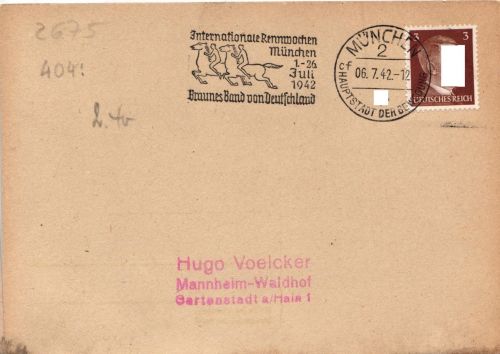 2675
404:
Internationale Rennwochen
München
1.-26
Juli
1942
Braunes Band von Deutschland
MÜNCHEN
2
cf
06.7.42.-12
HAUPTSTADT DER BEWEGUNG
3 3
DEUTSCHES REICH
Hugo Voelcker
Mannheim-Waldhof
Gartenstadt a/Hain 1